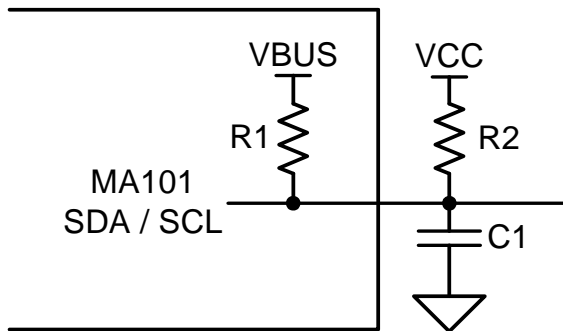 VBUS
VCC
R1
R2
MA101
SDA / SCL
C1